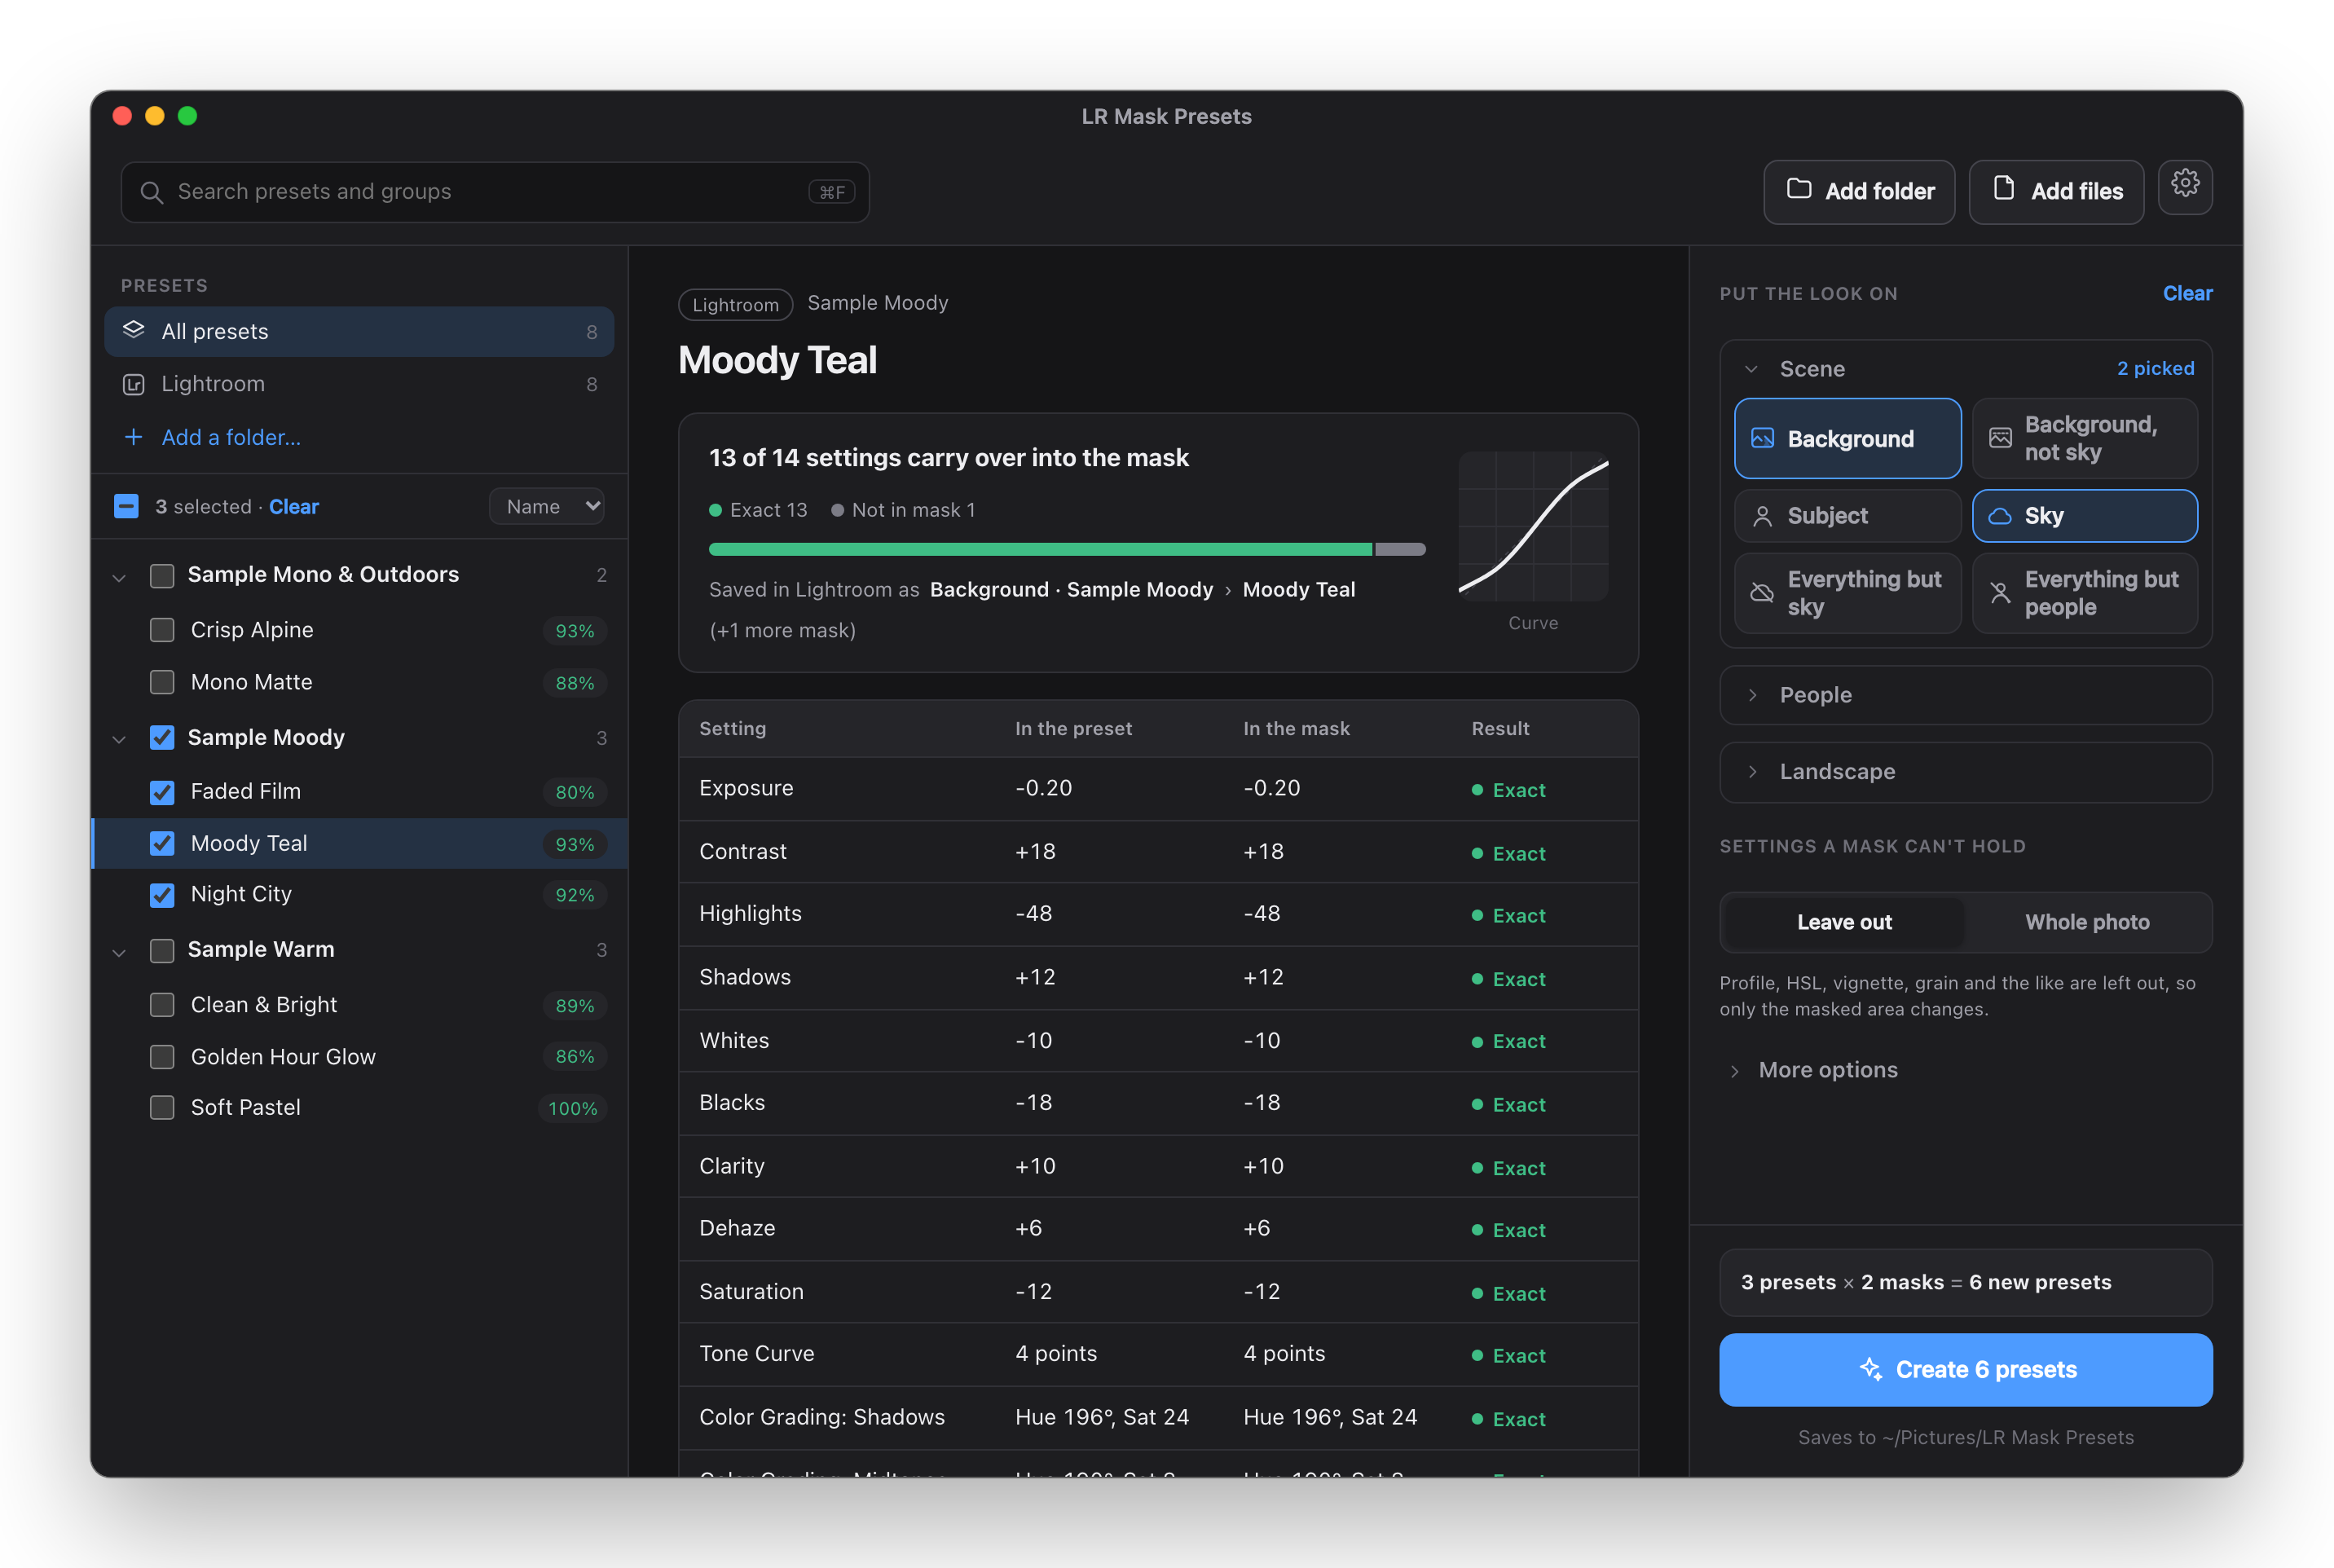 LR Mask Presets
Search presets and groups ⌘F
Add folder
Add files
PRESETS
All presets 8
Lr Lightroom 8
Add a folder...
3 selected · Clear Name
Sample Mono & Outdoors 2
Crisp Alpine 93%
Mono Matte 88%
Sample Moody 3
Faded Film 80%
Moody Teal 93%
Night City 92%
Sample Warm 3
Clean & Bright 89%
Golden Hour Glow 86%
Soft Pastel 100%
Lightroom Sample Moody
Moody Teal
13 of 14 settings carry over into the mask
Exact 13 Not in mask 1
Saved in Lightroom as Background · Sample Moody › Moody Teal
(+1 more mask)
Curve
Setting In the preset In the mask Result
Exposure -0.20 -0.20 Exact
Contrast +18 +18 Exact
Highlights -48 -48 Exact
Shadows +12 +12 Exact
Whites -10 -10 Exact
Blacks -18 -18 Exact
Clarity +10 +10 Exact
Dehaze +6 +6 Exact
Saturation -12 -12 Exact
Tone Curve 4 points 4 points Exact
Color Grading: Shadows Hue 196°, Sat 24 Hue 196°, Sat 24 Exact
PUT THE LOOK ON Clear
Scene 2 picked
Background
Background,
not sky
Subject
Sky
Everything but
sky
Everything but
people
People
Landscape
SETTINGS A MASK CAN'T HOLD
Leave out Whole photo
Profile, HSL, vignette, grain and the like are left out, so
only the masked area changes.
More options
3 presets × 2 masks = 6 new presets
Create 6 presets
Saves to ~/Pictures/LR Mask Presets